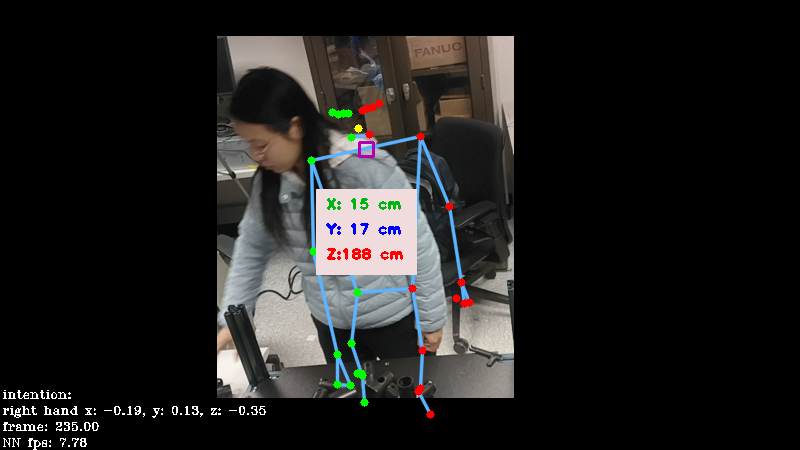 FANUC
X: 15 cm
Y: 17 cm
Z:188 cm
intention:
right hand x: −0.19, y: 0.13, z: −0.35
frame: 235.00
NN fps: 7.78